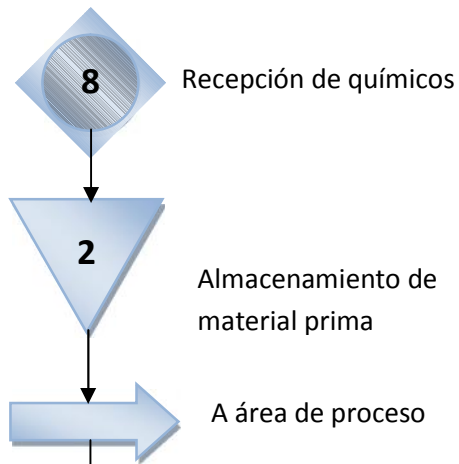 8
Recepción de químicos
2
Almacenamiento de
material prima
A área de proceso